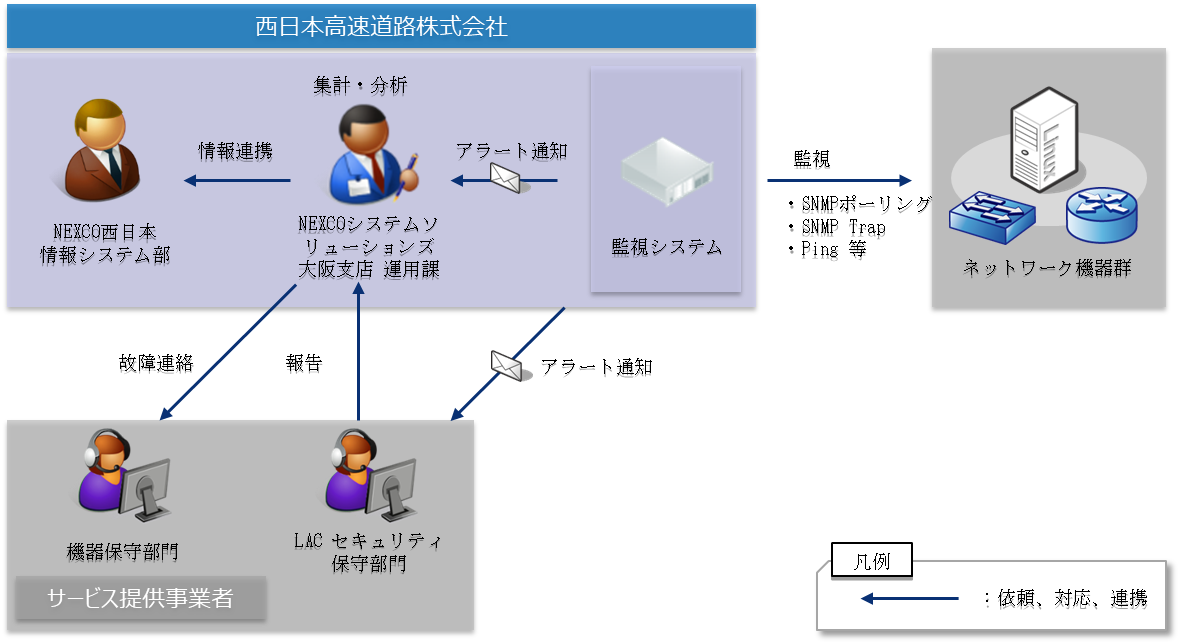 西日本高速道路株式会社
集計・分析
情報連携
アラート通知
NEXCO西日本
情報システム部
NEXCOシステムソ
リューションズ
大阪支店 運用課
監視システム
監視
・SNMPポーリング
・SNMP Trap
・Ping 等
LINUX
ネットワーク機器群
故障連絡
報告
アラート通知
機器保守部門
LAC セキュリティ
保守部門
サービス提供事業者
凡例
：依頼、対応、連携